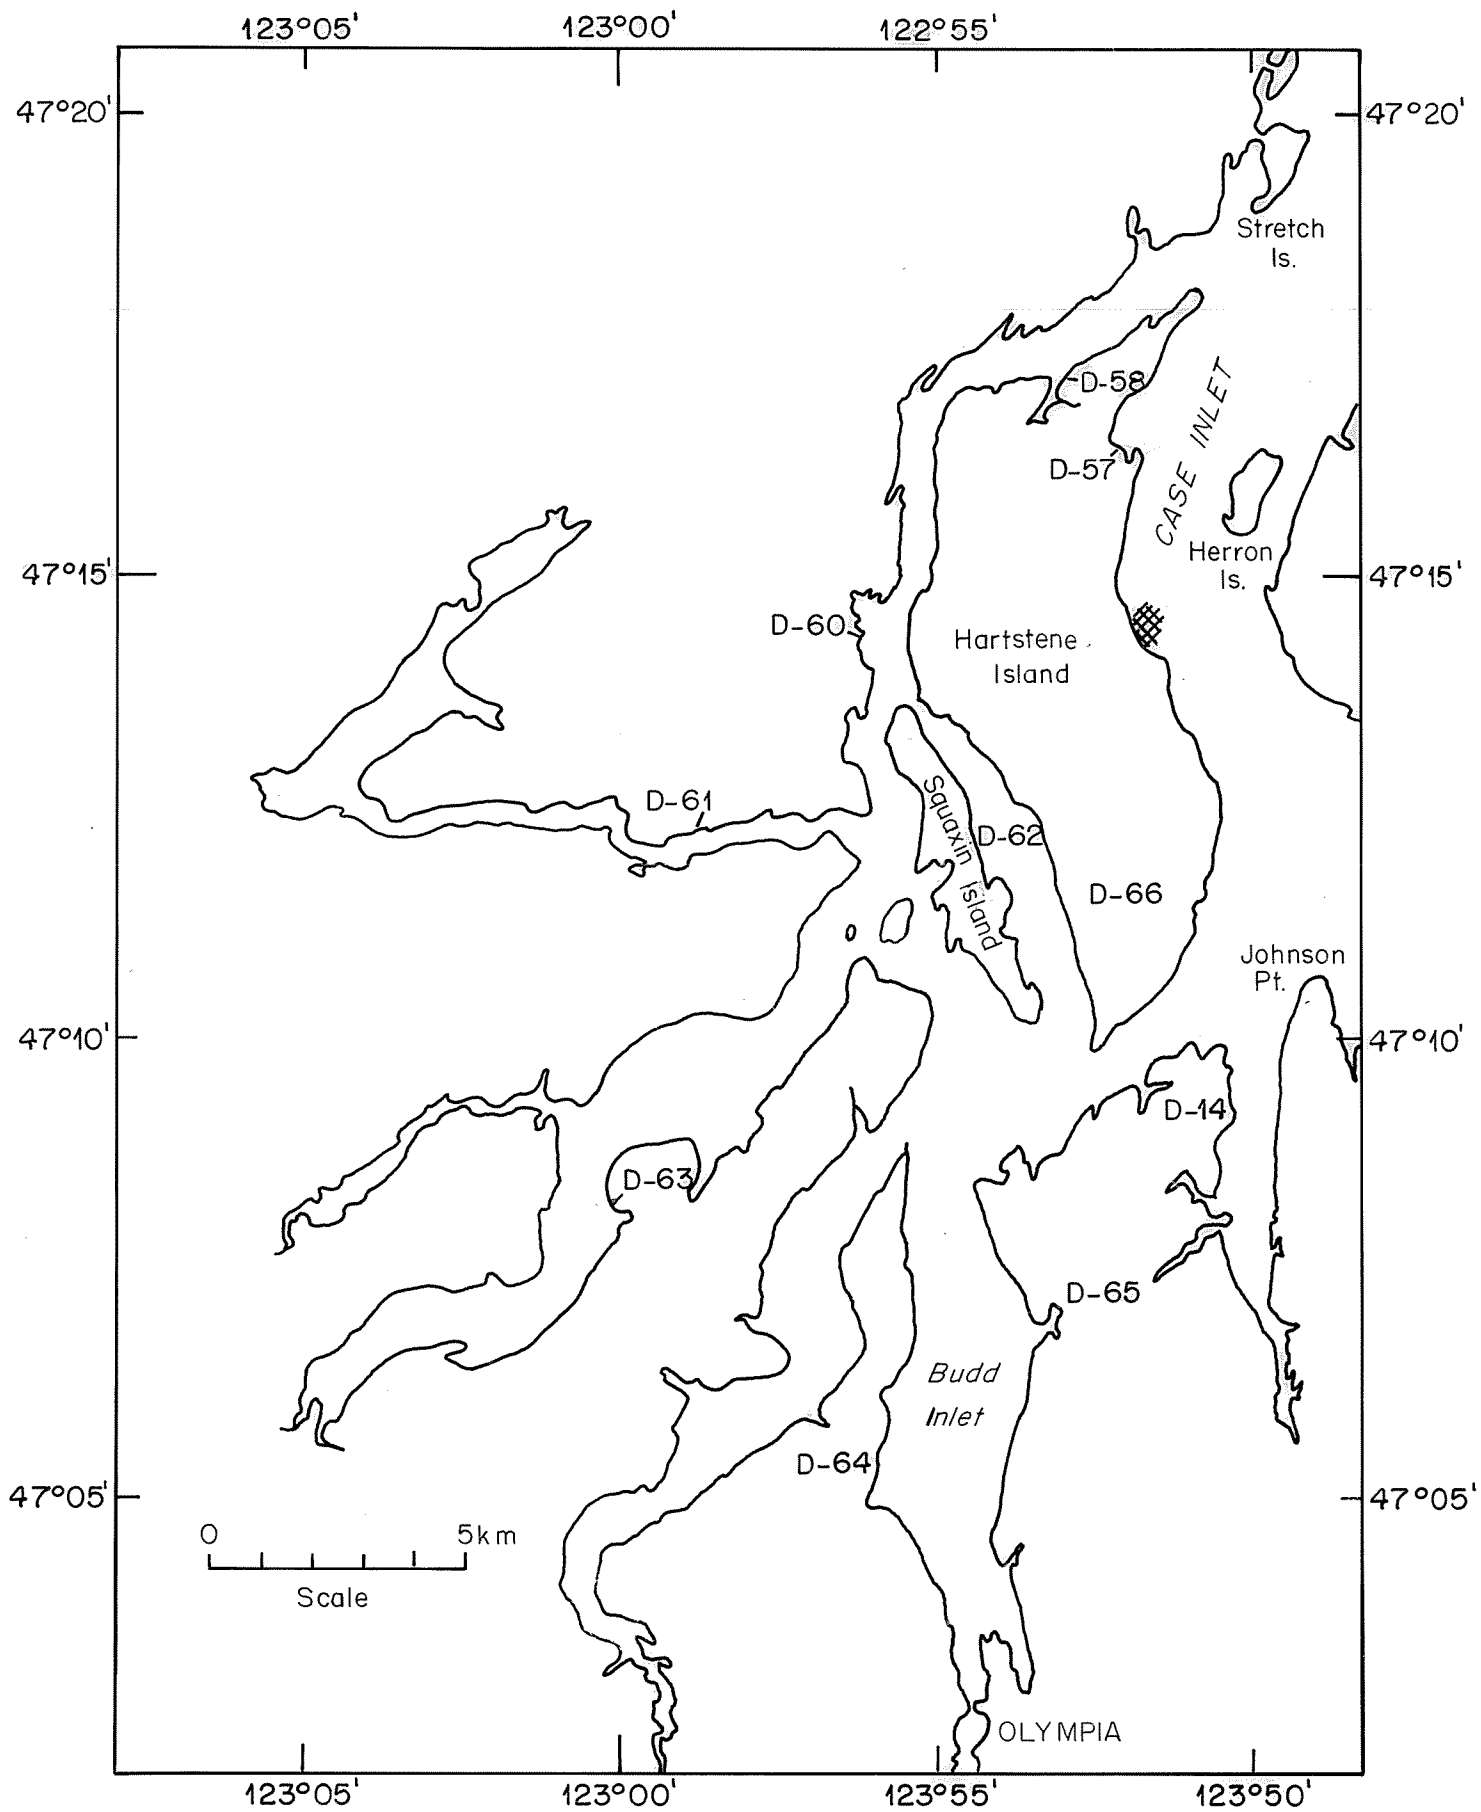 123°05' 123°00' 122°55'
47°20' 47°20'
Stretch
Is.
D-58
CASE INLET
D-57
Herron
Is.
47°15' 47°15'
D-60
Hartstene
Island
D-61
Squaxin Island
D-62
D-66
Johnson
Pt.
47°10' 47°10'
D-14
D-63
D-65
Budd
Inlet
D-64
47°05' 47°05'
0 5km
Scale
OLYMPIA
123°05' 123°00' 123°55' 123°50'